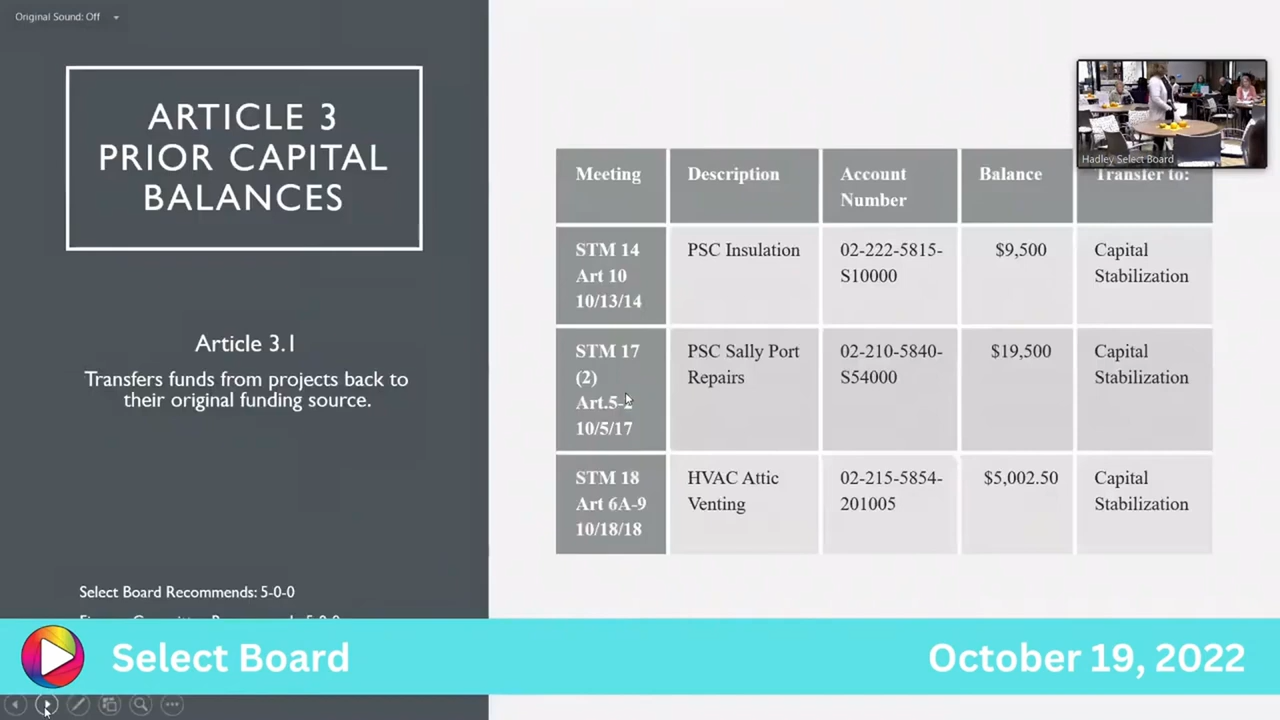 Original Sound: Off
ARTICLE 3
PRIOR CAPITAL
BALANCES
Article 3.1
Transfers funds from projects back to
their original funding source.
Select Board Recommends: 5-0-0
Meeting
Description
Account
Number
Balance
Transfer to:
STM 14
Art 10
10/13/14
PSC Insulation
02-222-5815-
S10000
$9,500
Capital
Stabilization
STM 17
(2)
Art.5-2
10/5/17
PSC Sally Port
Repairs
02-210-5840-
S54000
$19,500
Capital
Stabilization
STM 18
Art 6A-9
10/18/18
HVAC Attic
Venting
02-215-5854-
201005
$5,002.50
Capital
Stabilization
Hadley Select Board
Select Board
October 19, 2022